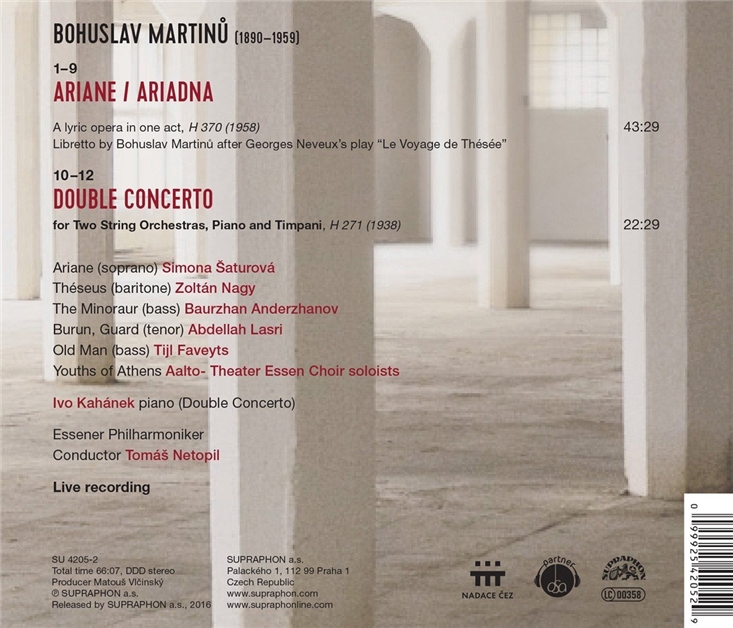 BOHUSLAV MARTINŮ (1890–1959)
1–9
ARIANE / ARIADNA
A lyric opera in one act, H 370 (1958) 43:29
Libretto by Bohuslav Martinů after Georges Neveux's play “Le Voyage de Thésée”
10–12
DOUBLE CONCERTO
for Two String Orchestras, Piano and Timpani, H 271 (1938) 22:29
Ariane (soprano) Simona Šaturová
Théseus (baritone) Zoltán Nagy
The Minoraur (bass) Baurzhan Anderzhanov
Burun, Guard (tenor) Abdellah Lasri
Old Man (bass) Tijl Faveyts
Youths of Athens Aalto- Theater Essen Choir soloists
Ivo Kahánek piano (Double Concerto)
Essener Philharmoniker
Conductor Tomáš Netopil
Live recording
SU 4205-2
Total time 66:07, DDD stereo
Producer Matouš Vlčinský
℗ SUPRAPHON a.s.
Released by SUPRAPHON a.s., 2016
SUPRAPHON a.s.
Palackého 1, 112 99 Praha 1
Czech Republic
www.supraphon.com
www.supraphonline.com
NADACE ČEZ
partner
osa
SUPRAPHON
LC 00358
0 99925 42052 9